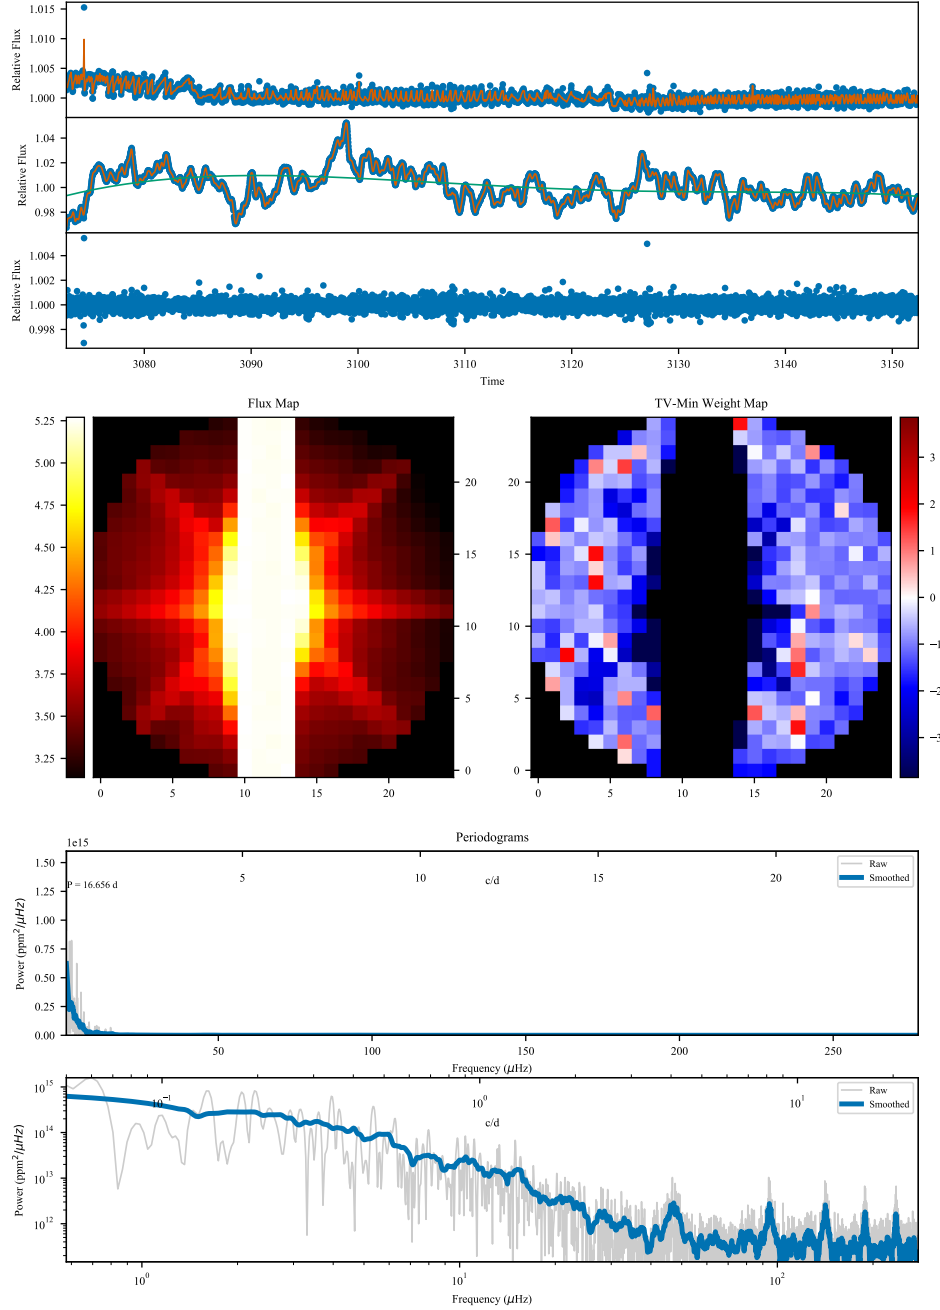 1.015
1.010
1.005
1.000
Relative Flux
1.04
1.02
1.00
0.98
Relative Flux
1.004
1.002
1.000
0.998
Relative Flux
3080 3090 3100 3110 3120 3130 3140 3150
Time
Flux Map
TV-Min Weight Map
5.25
5.00
4.75
4.50
4.25
4.00
3.75
3.50
3.25
20
15
10
5
0
0 5 10 15 20
20
15
10
5
0
0 5 10 15 20
3
2
1
0
−1
−2
−3
Periodograms
1e15
5 10 15 20
c/d
P = 16.656 d
Raw
Smoothed
1.50
1.25
1.00
0.75
0.50
0.25
0.00
Power (ppm²/μHz)
50 100 150 200 250
Frequency (μHz)
10⁻¹ 10⁰ 10¹
c/d
Raw
Smoothed
10¹⁵
10¹⁴
10¹³
10¹²
Power (ppm²/μHz)
10⁰ 10¹ 10²
Frequency (μHz)